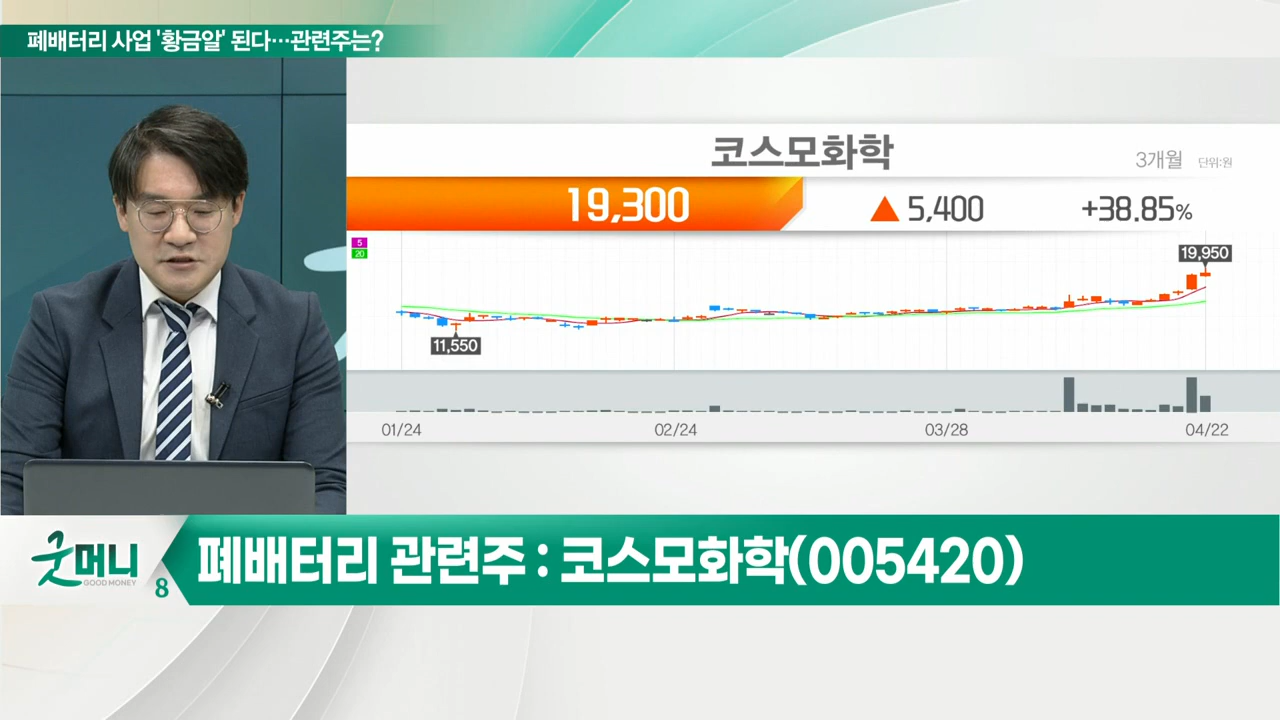 폐배터리 사업 '황금알' 된다…관련주는?
코스모화학
3개월 단위:원
19,300 ▲ 5,400 +38.85%
5
20
19,950
11,550
01/24 02/24 03/28 04/22
굿머니
GOOD MONEY
8
폐배터리 관련주 : 코스모화학(005420)